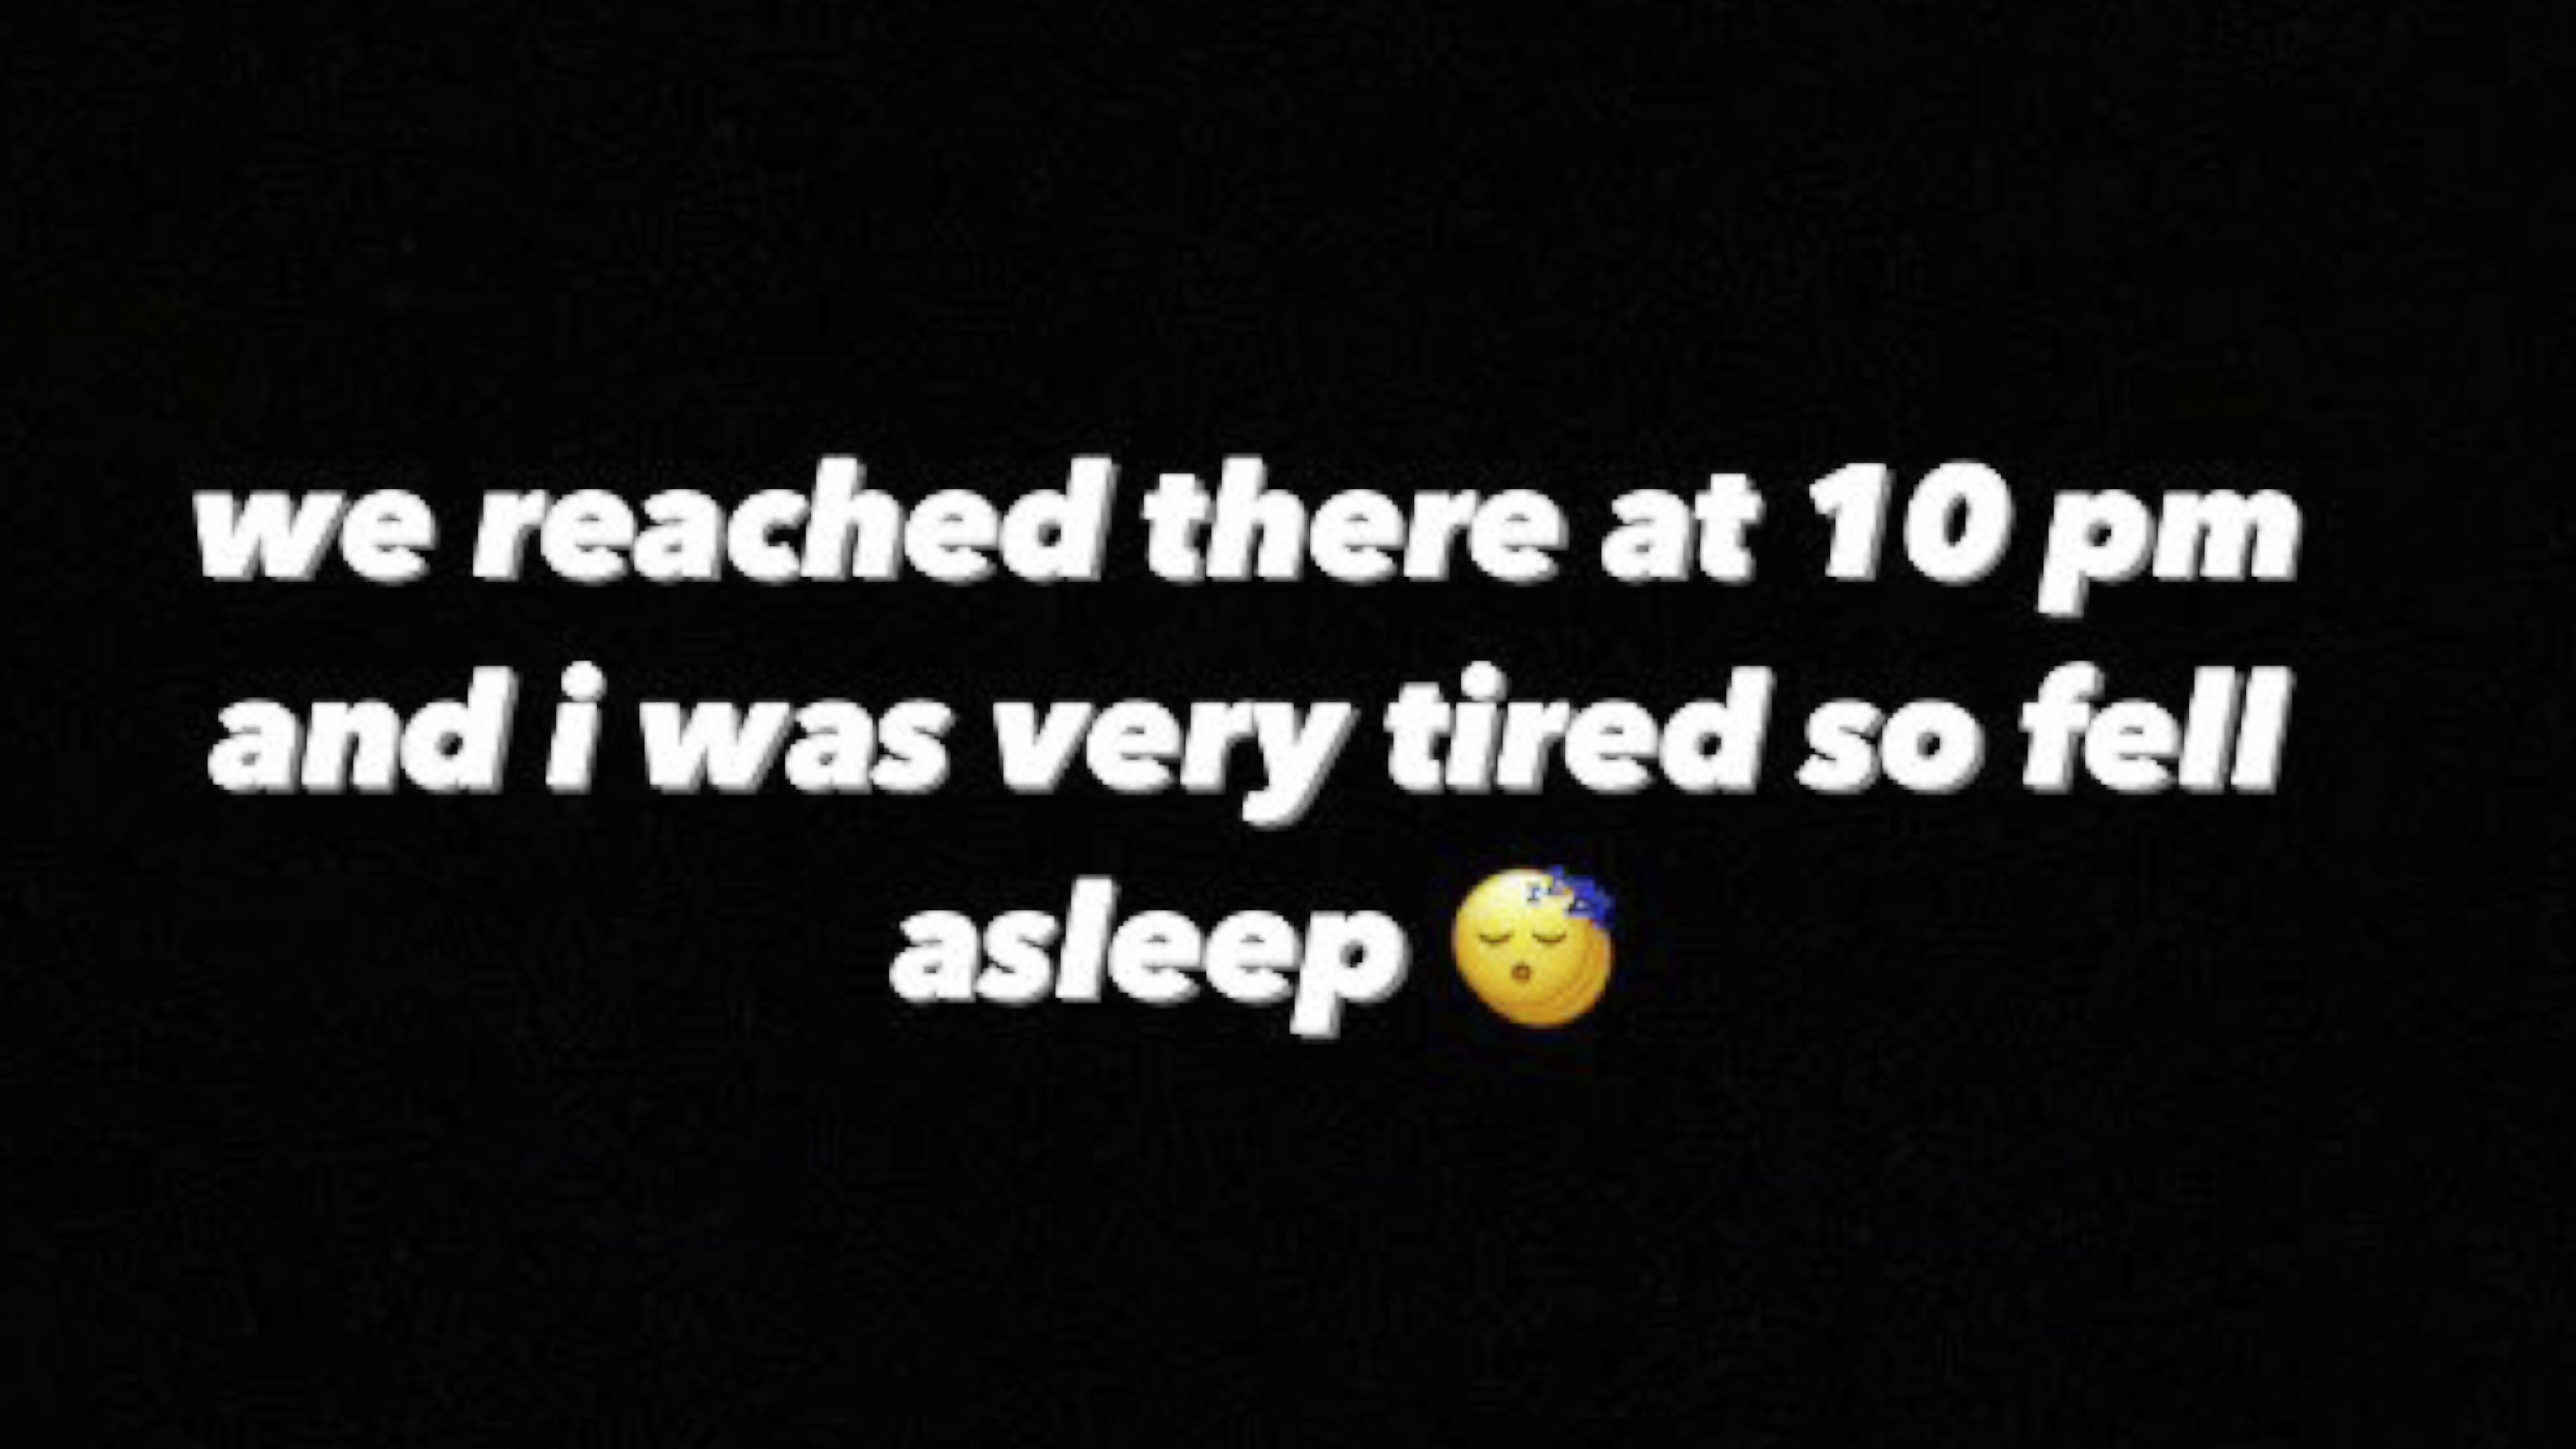 we reached there at 10 pm
and i was very tired so fell
asleep 😴